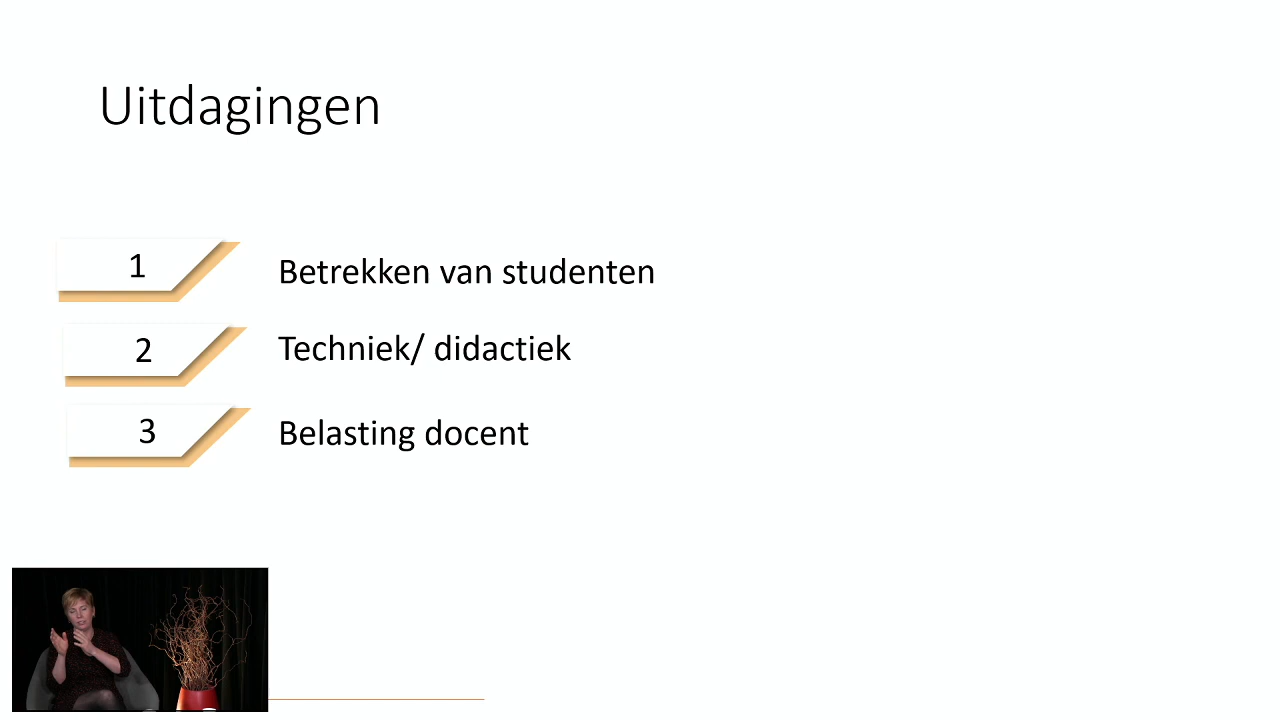 Uitdagingen
1 Betrekken van studenten
2 Techniek/ didactiek
3 Belasting docent